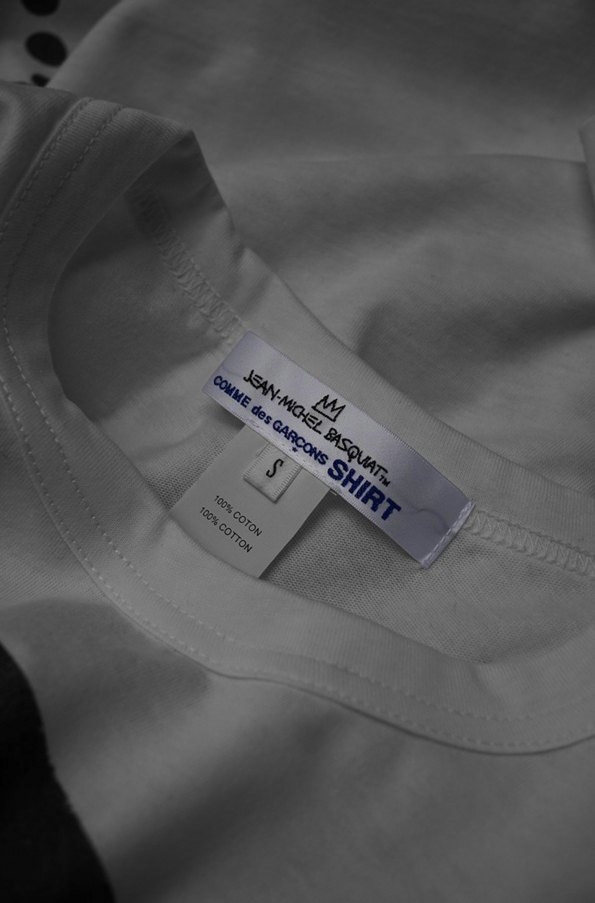 JEAN-MICHEL BASQUIAT™
COMME des GARÇONS SHIRT
S
100% COTON
100% COTTON